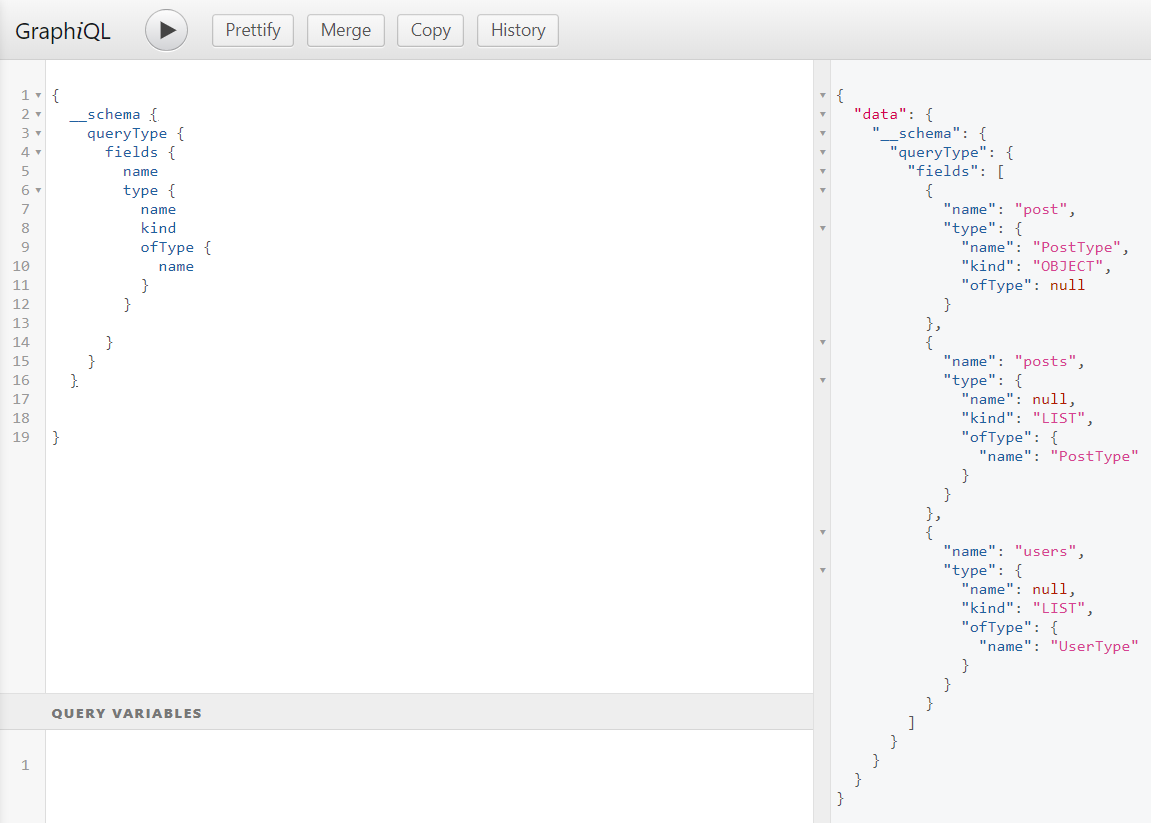 GraphiQL Prettify Merge Copy History
1 {
2 __schema {
3 queryType {
4 fields {
5 name
6 type {
7 name
8 kind
9 ofType {
10 name
11 }
12 }
13
14 }
15 }
16 }
17
18
19 }
QUERY VARIABLES
1
{
"data": {
"__schema": {
"queryType": {
"fields": [
{
"name": "post",
"type": {
"name": "PostType",
"kind": "OBJECT",
"ofType": null
}
},
{
"name": "posts",
"type": {
"name": null,
"kind": "LIST",
"ofType": {
"name": "PostType"
}
}
},
{
"name": "users",
"type": {
"name": null,
"kind": "LIST",
"ofType": {
"name": "UserType"
}
}
}
]
}
}
}
}